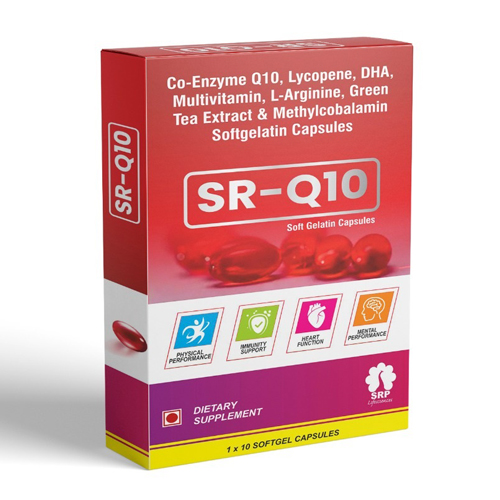 Co-Enzyme Q10, Lycopene, DHA,
Multivitamin, L-Arginine, Green
Tea Extract & Methylcobalamin
Softgelatin Capsules
SR-Q10
Soft Gelatin Capsules
SR-Q10
PHYSICAL
PERFORMANCE
IMMUNITY
SUPPORT
HEART
FUNCTION
MENTAL
PERFORMANCE
DIETARY
SUPPLEMENT
SRP
Lifesciences
1 x 10 SOFTGEL CAPSULES